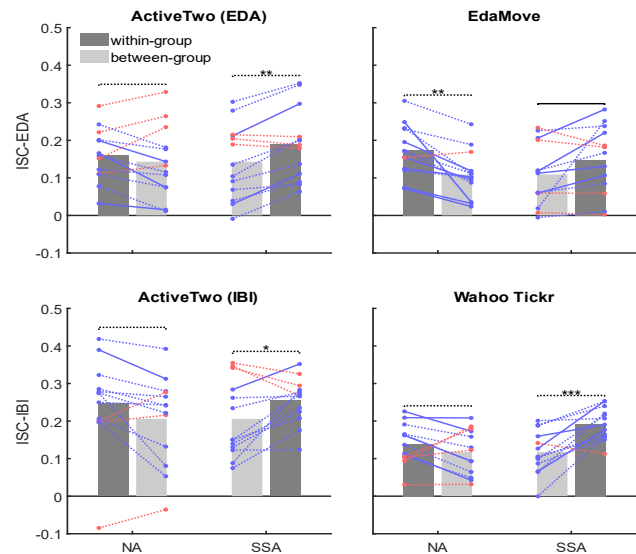 ActiveTwo (EDA)
EdaMove
0.5
0.4
0.3
0.2
0.1
0
-0.1
ISC-EDA
within-group
between-group
**
**
ActiveTwo (IBI)
Wahoo Tickr
0.5
0.4
0.3
0.2
0.1
0
-0.1
ISC-IBI
*
***
NA
SSA
NA
SSA